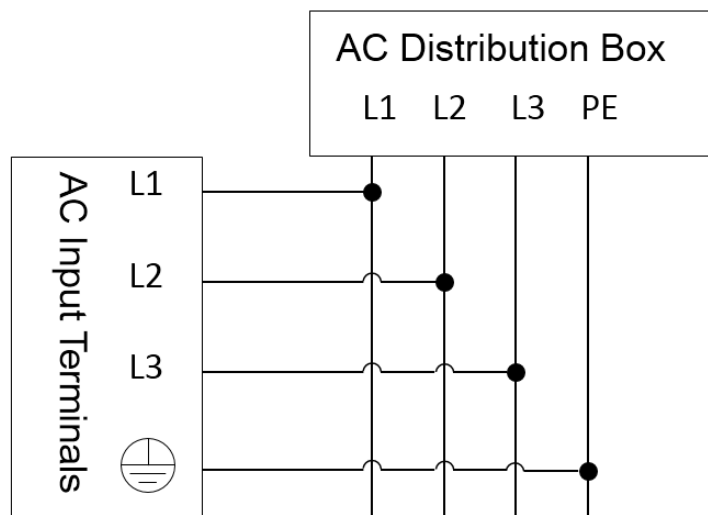 AC Distribution Box
L1 L2 L3 PE
AC Input Terminals
L1
L2
L3